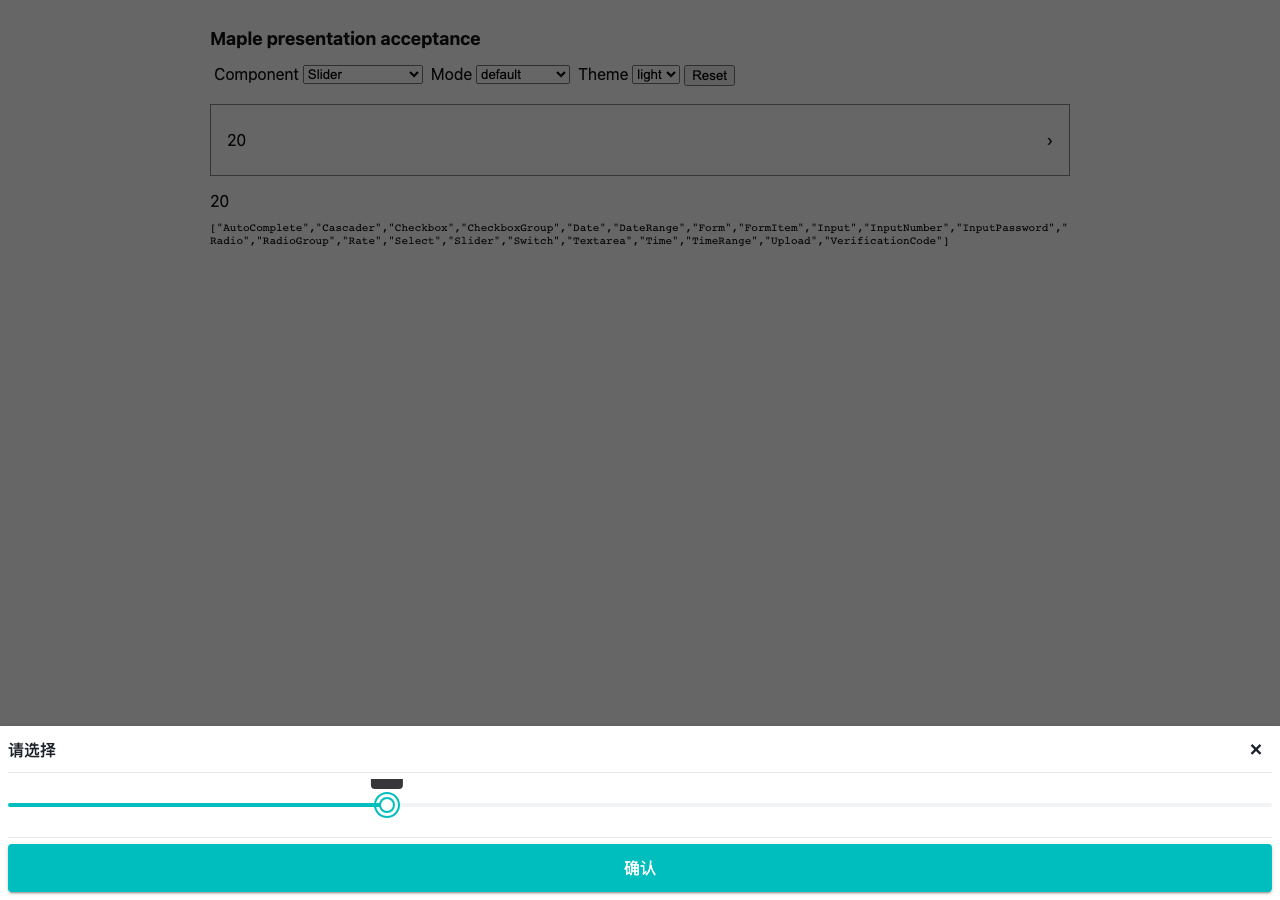 Maple presentation acceptance
Component Slider Mode default Theme light Reset
20 ›
20
["AutoComplete","Cascader","Checkbox","CheckboxGroup","Date","DateRange","Form","FormItem","Input","InputNumber","InputPassword","
Radio","RadioGroup","Rate","Select","Slider","Switch","Textarea","Time","TimeRange","Upload","VerificationCode"]
请选择 ×
确认